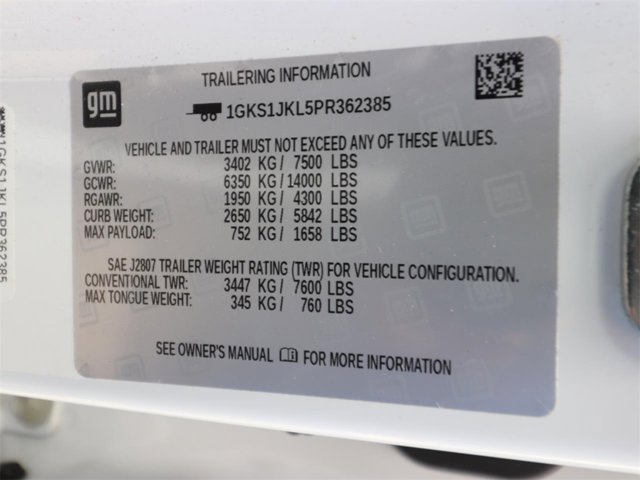 gm
TRAILERING INFORMATION
1GKS1JKL5PR362385
VEHICLE AND TRAILER MUST NOT EXCEED ANY OF THESE VALUES.
GVWR: 3402 KG / 7500 LBS
GCWR: 6350 KG / 14000 LBS
RGAWR: 1950 KG / 4300 LBS
CURB WEIGHT: 2650 KG / 5842 LBS
MAX PAYLOAD: 752 KG / 1658 LBS
SAE J2807 TRAILER WEIGHT RATING (TWR) FOR VEHICLE CONFIGURATION.
CONVENTIONAL TWR: 3447 KG / 7600 LBS
MAX TONGUE WEIGHT: 345 KG / 760 LBS
SEE OWNER'S MANUAL FOR MORE INFORMATION
1GKS1JKL5PR362385